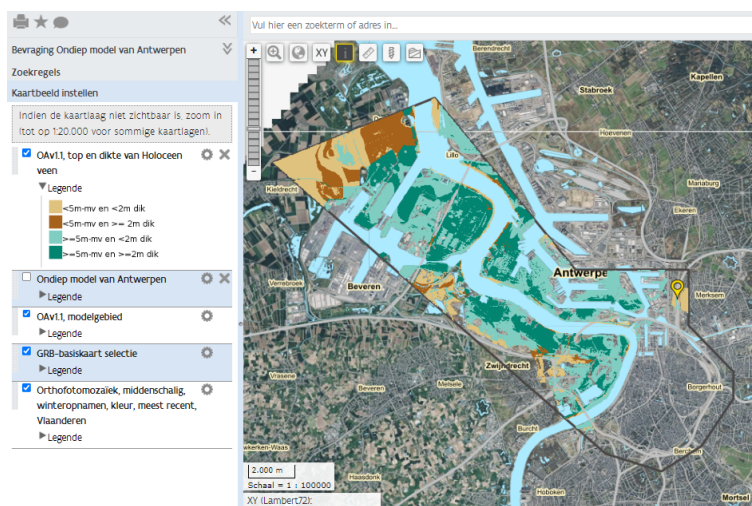 Vul hier een zoekterm of adres in...
Bevraging Ondiep model van Antwerpen
Zoekregels
Kaartbeeld instellen
Indien de kaartlaag niet zichtbaar is, zoom in
(tot op 1:20.000 voor sommige kaartlagen).
OAv1.1, top en dikte van Holoceen
veen
Legende
<5m-mv en <2m dik
<5m-mv en >= 2m dik
>=5m-mv en <2m dik
>=5m-mv en >=2m dik
Ondiep model van Antwerpen
Legende
OAv1.1, modelgebied
Legende
GRB-basiskaart selectie
Legende
Orthofotomozaïek, middenschalig,
winteropnamen, kleur, meest recent,
Vlaanderen
Legende
+
XY
i
-
Berendrecht
Stabroek
Kapellen
Hoevenen
Lillo
Kieldrecht
Mariaburg
Ekeren
Antwerpe
Verrebroek
Beveren
Merksem
Vrasene
Zwijndrecht
Beveren
Melsele
Borgerhout
Burcht
Berchem
Haasdonk
Hoboken
Mortsel
2.000 m
Schaal = 1 : 100000
XY (Lambert72):